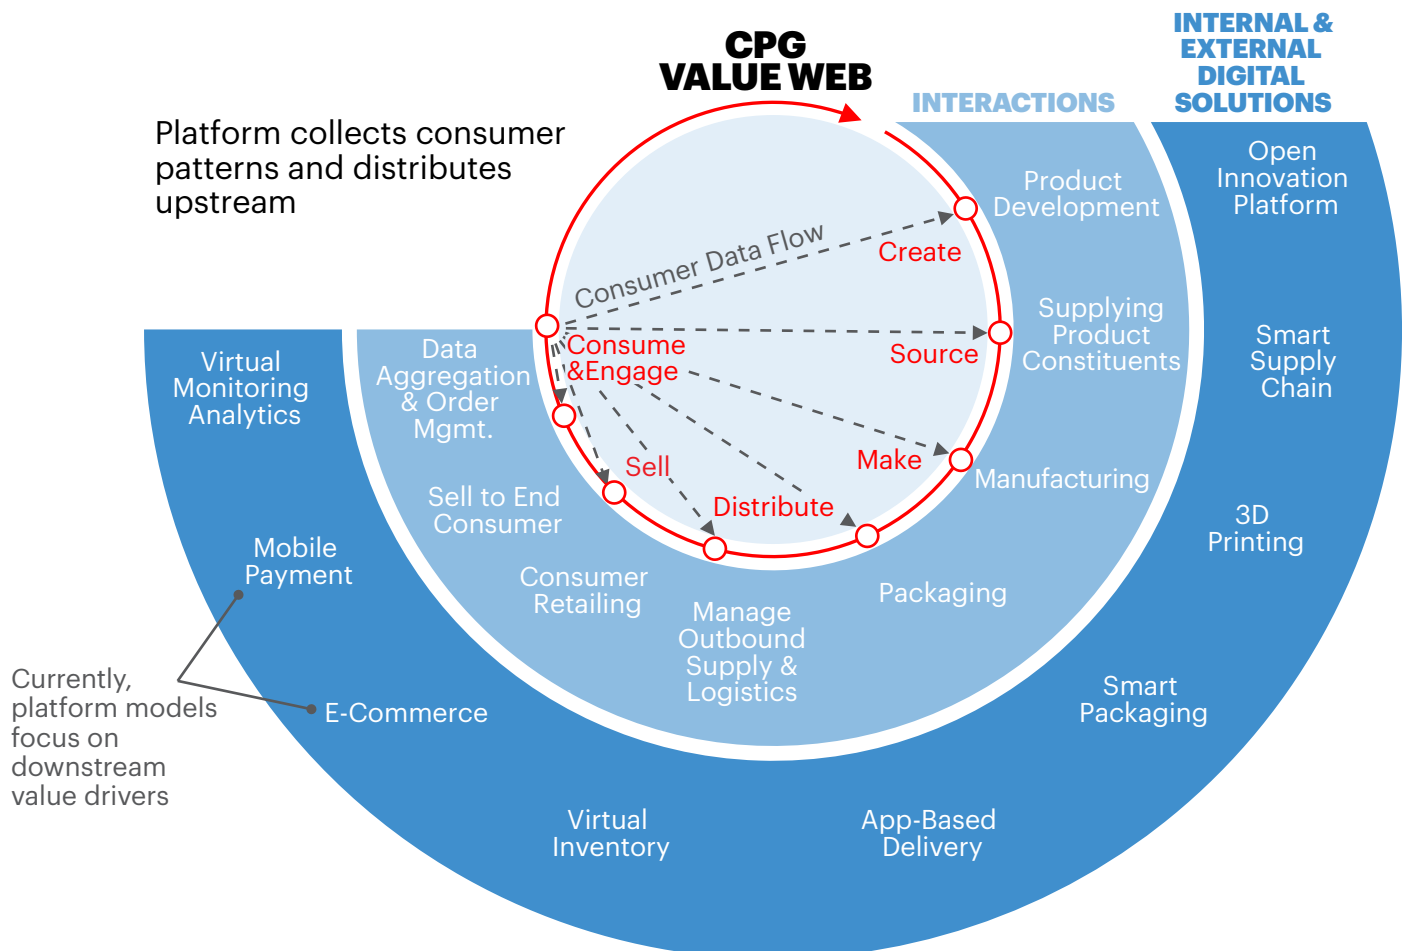 CPG
VALUE WEB
INTERACTIONS
INTERNAL &
EXTERNAL
DIGITAL
SOLUTIONS
Platform collects consumer
patterns and distributes
upstream
Consumer Data Flow
Create
Source
Make
Distribute
Sell
Consume
&Engage
Product
Development
Supplying
Product
Constituents
Manufacturing
Packaging
Manage
Outbound
Supply &
Logistics
Consumer
Retailing
Sell to End
Consumer
Data
Aggregation
& Order
Mgmt.
Open
Innovation
Platform
Smart
Supply
Chain
3D
Printing
Smart
Packaging
App-Based
Delivery
Virtual
Inventory
E-Commerce
Mobile
Payment
Virtual
Monitoring
Analytics
Currently,
platform models
focus on
downstream
value drivers